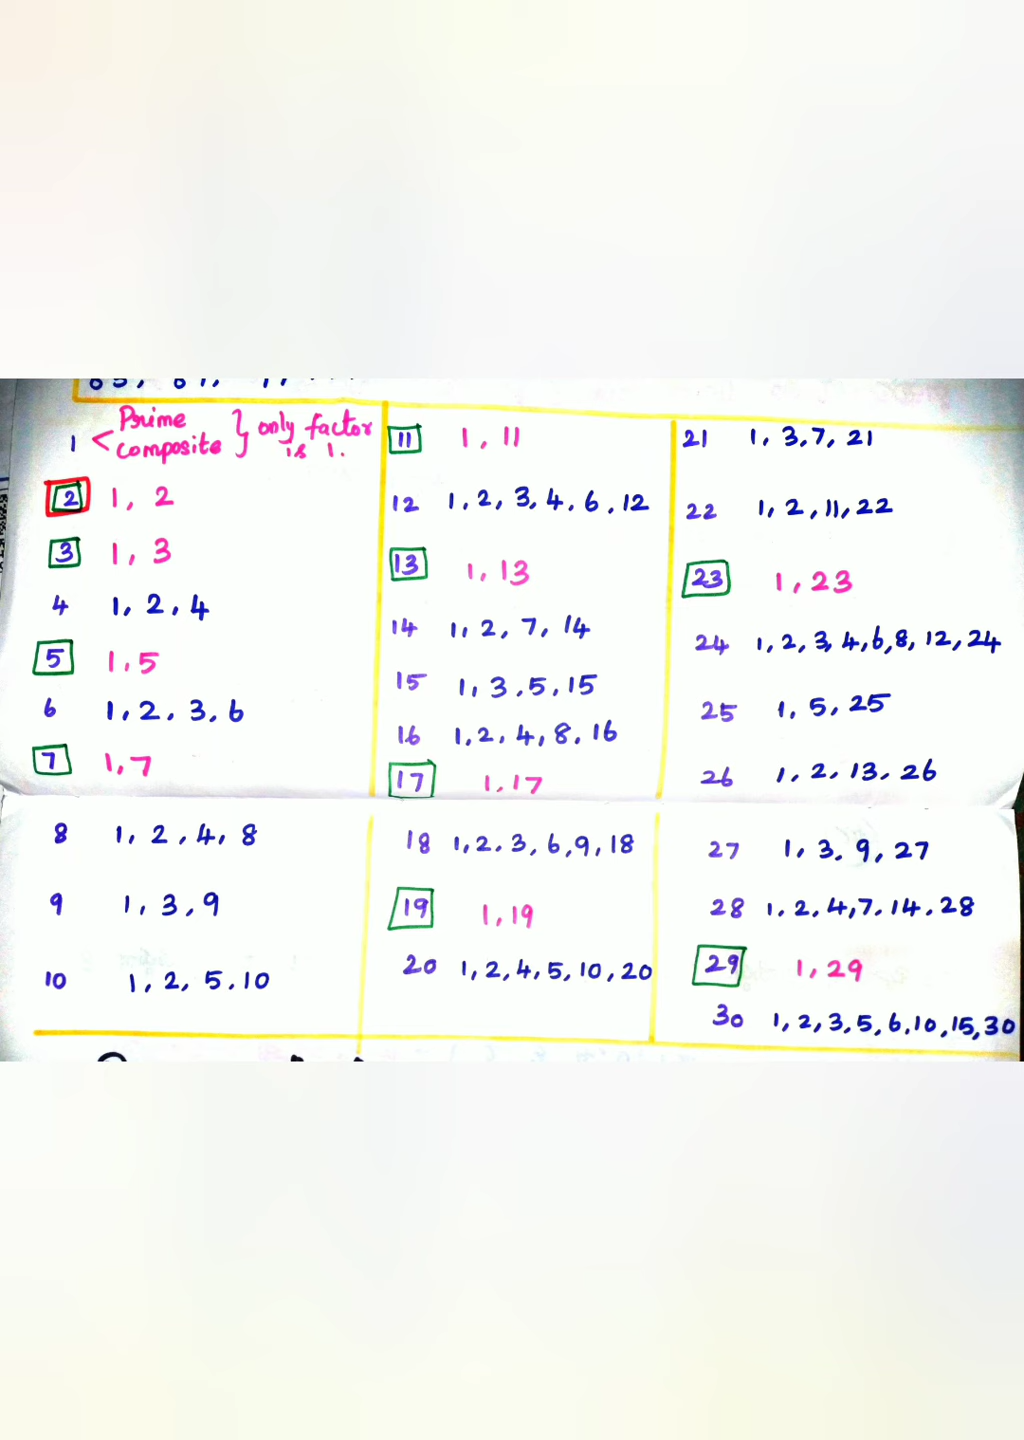 1 < Prime composite } only factor is 1.
2 1, 2
3 1, 3
4 1, 2, 4
5 1, 5
6 1, 2, 3, 6
7 1, 7
8 1, 2, 4, 8
9 1, 3, 9
10 1, 2, 5, 10
11 1, 11
12 1, 2, 3, 4, 6, 12
13 1, 13
14 1, 2, 7, 14
15 1, 3, 5, 15
16 1, 2, 4, 8, 16
17 1, 17
18 1, 2, 3, 6, 9, 18
19 1, 19
20 1, 2, 4, 5, 10, 20
21 1, 3, 7, 21
22 1, 2, 11, 22
23 1, 23
24 1, 2, 3, 4, 6, 8, 12, 24
25 1, 5, 25
26 1, 2, 13, 26
27 1, 3, 9, 27
28 1, 2, 4, 7, 14, 28
29 1, 29
30 1, 2, 3, 5, 6, 10, 15, 30